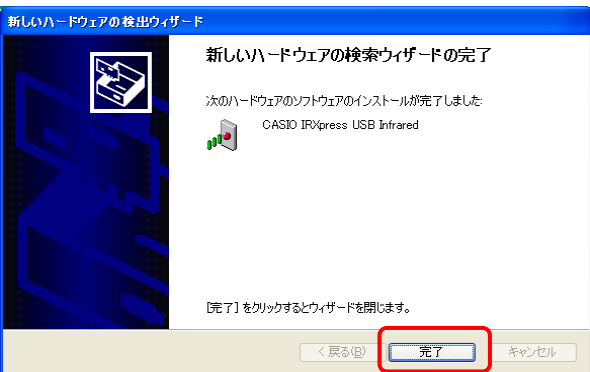 新しいハードウェアの検出ウィザード
新しいハードウェアの検索ウィザードの完了
次のハードウェアのソフトウェアのインストールが完了しました:
CASIO IRXpress USB Infrared
[完了] をクリックするとウィザードを閉じます。
< 戻る(B) 完了 キャンセル